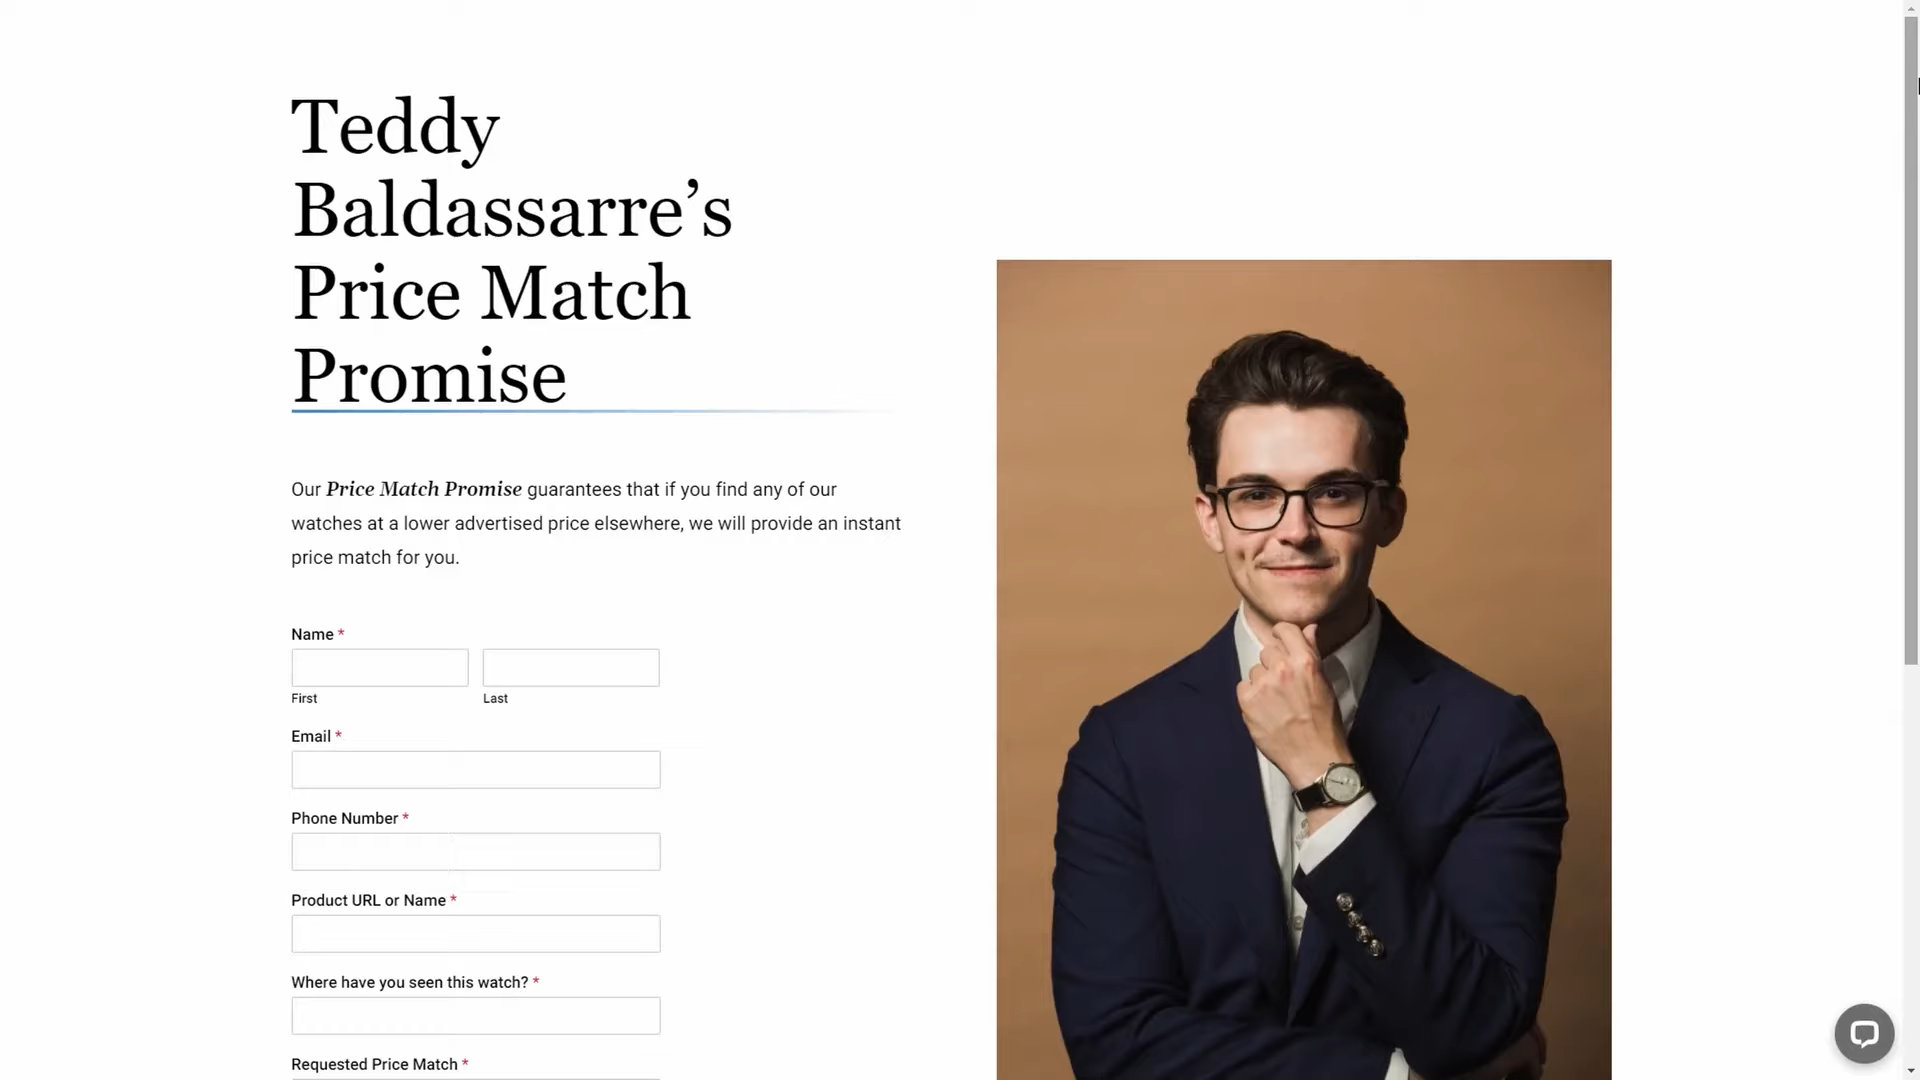 Teddy
Baldassarre’s
Price Match
Promise
Our Price Match Promise guarantees that if you find any of our
watches at a lower advertised price elsewhere, we will provide an instant
price match for you.
Name *
First Last
Email *
Phone Number *
Product URL or Name *
Where have you seen this watch? *
Requested Price Match *